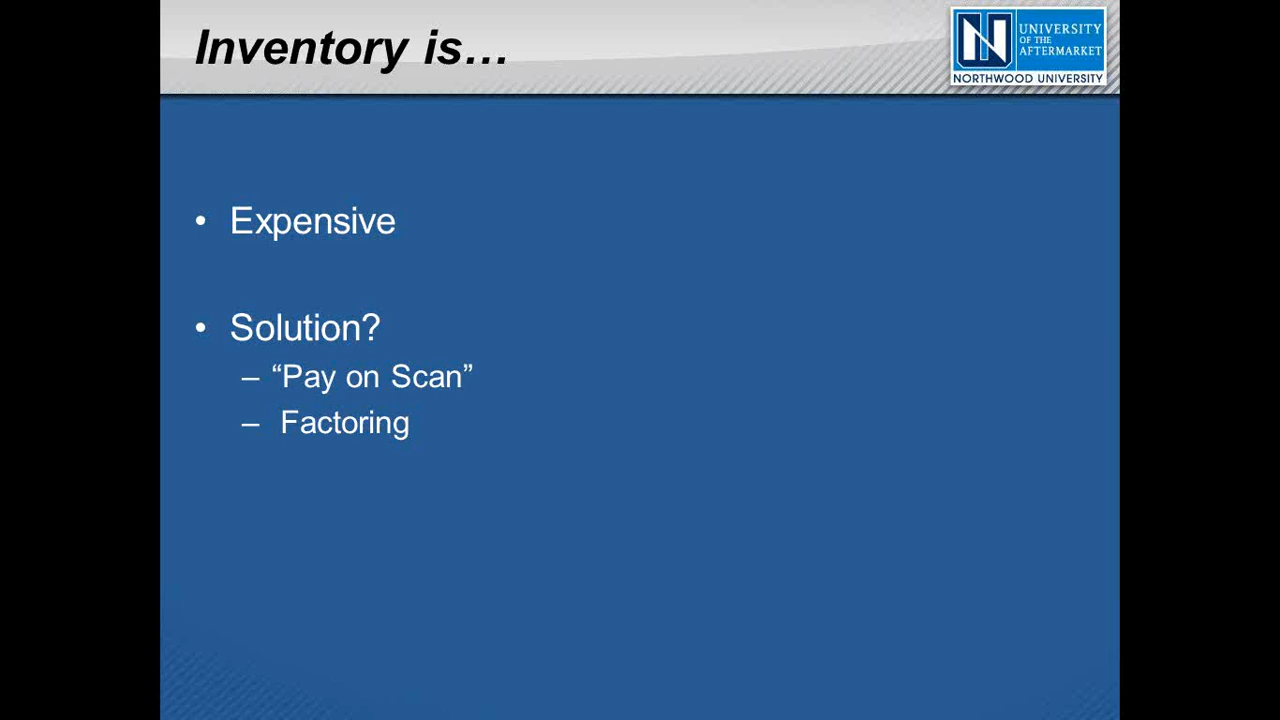 Inventory is…
N
UNIVERSITY
OF THE
AFTERMARKET
NORTHWOOD UNIVERSITY
• Expensive
• Solution?
– “Pay on Scan”
– Factoring